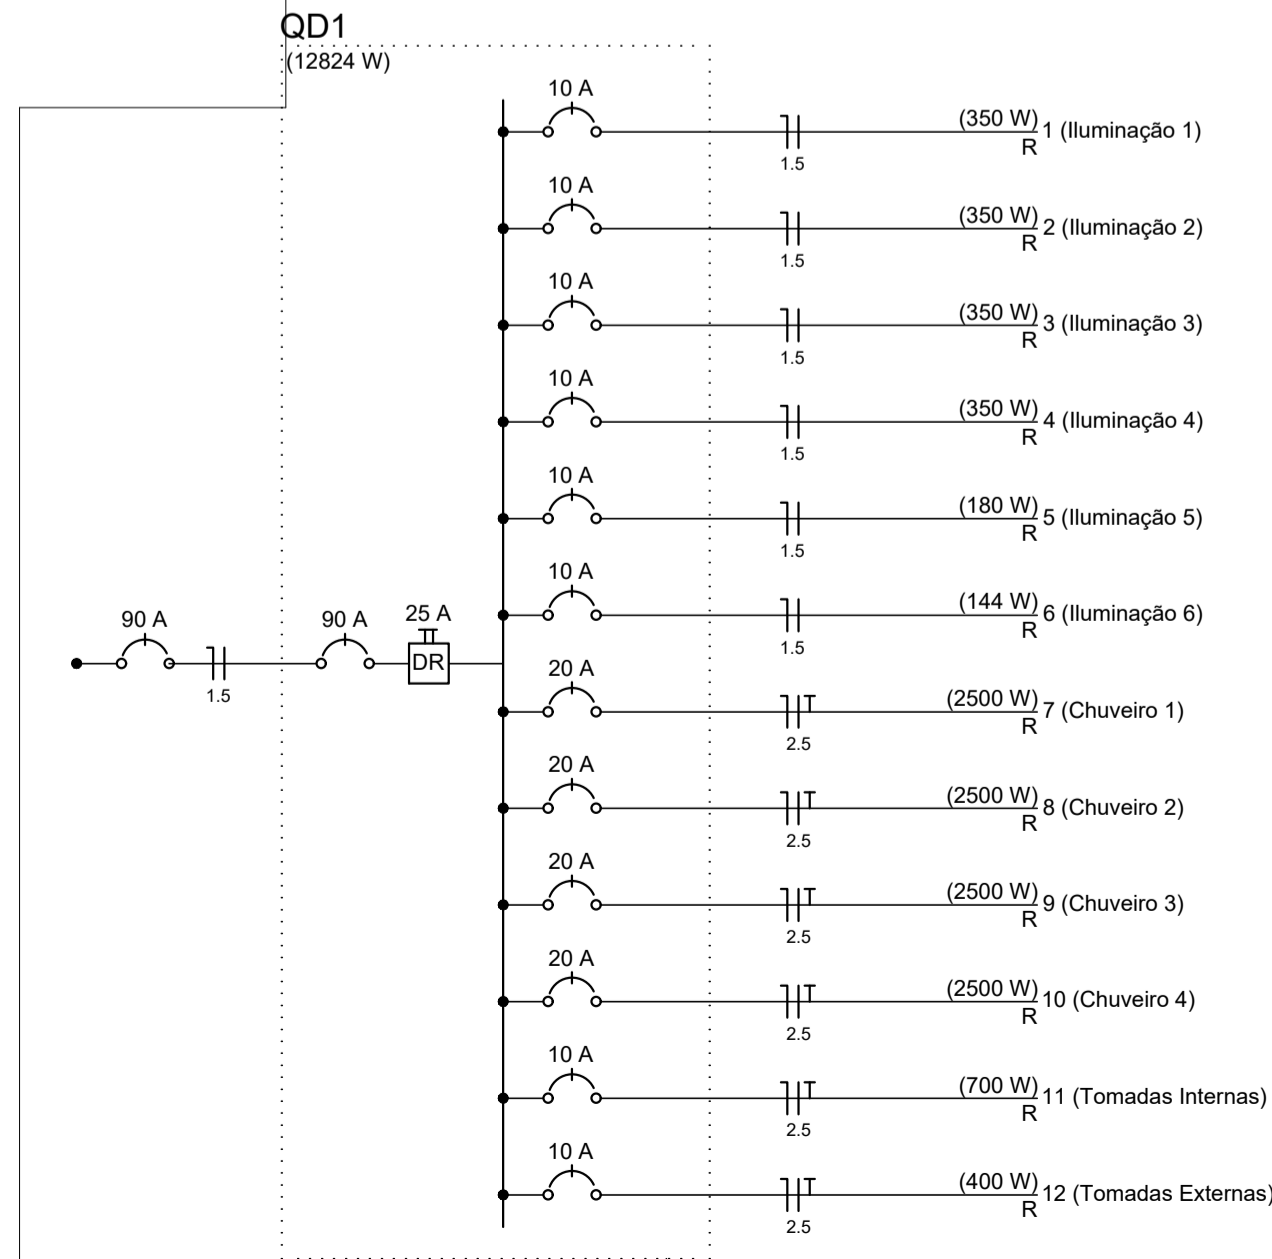 QD1
(12824 W)
10 A
(350 W) 1 (Iluminação 1)
1.5
R
10 A
(350 W) 2 (Iluminação 2)
1.5
R
10 A
(350 W) 3 (Iluminação 3)
1.5
R
10 A
(350 W) 4 (Iluminação 4)
1.5
R
10 A
(180 W) 5 (Iluminação 5)
1.5
R
10 A
(144 W) 6 (Iluminação 6)
1.5
R
90 A
1.5
90 A
25 A
DR
20 A
T
(2500 W) 7 (Chuveiro 1)
2.5
R
20 A
T
(2500 W) 8 (Chuveiro 2)
2.5
R
20 A
T
(2500 W) 9 (Chuveiro 3)
2.5
R
20 A
T
(2500 W) 10 (Chuveiro 4)
2.5
R
10 A
T
(700 W) 11 (Tomadas Internas)
2.5
R
10 A
T
(400 W) 12 (Tomadas Externas)
2.5
R